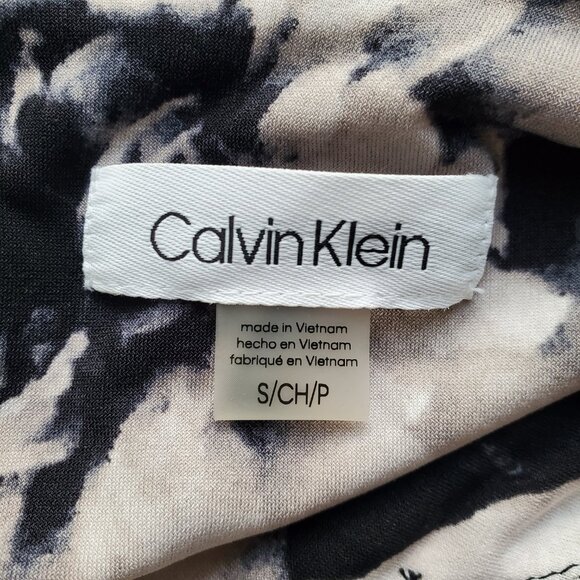 Calvin Klein
made in Vietnam
hecho en Vietnam
fabriqué en Vietnam
S/CH/P